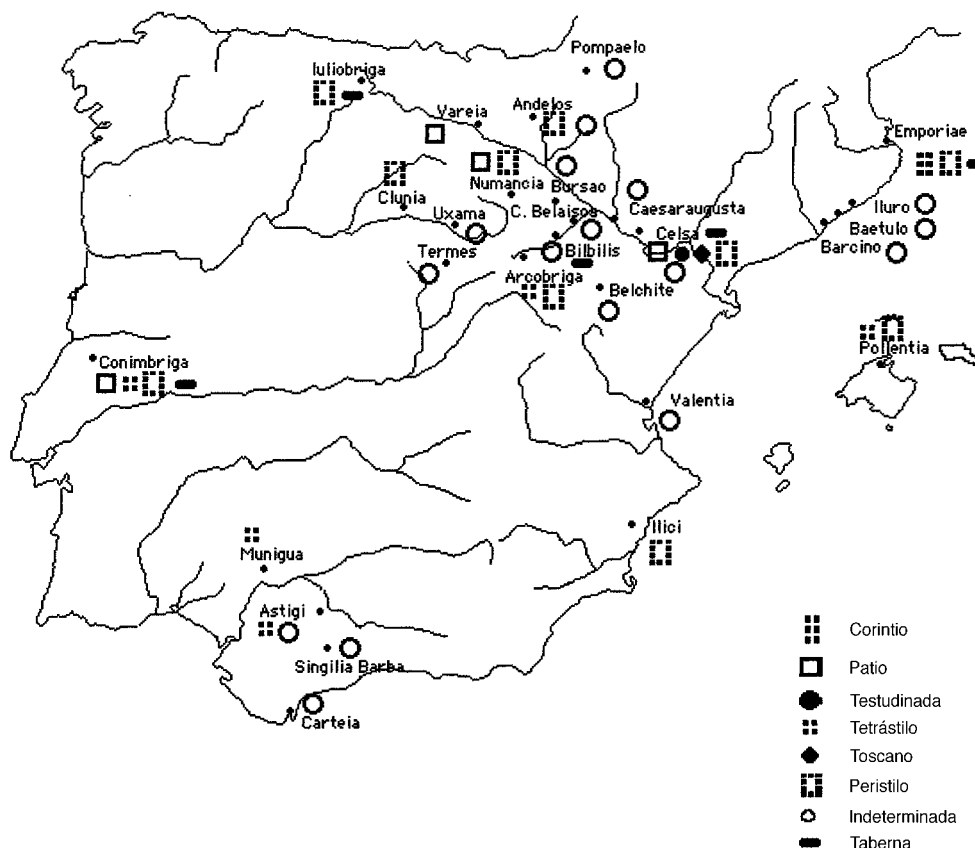 Pompaelo
Iuliobriga
Vareia
Andelos
Emporiae
Numancia
Bursao
Clunia
C. Belaisos
Caesaraugusta
Iluro
Uxama
Celsa
Baetulo
Termes
Bilbilis
Barcino
Arcobriga
Belchite
Pollentia
Conimbriga
Valentia
Ilici
Munigua
Astigi
Singilia Barba
Carteia
Corintio
Patio
Testudinada
Tetrástilo
Toscano
Peristilo
Indeterminada
Taberna